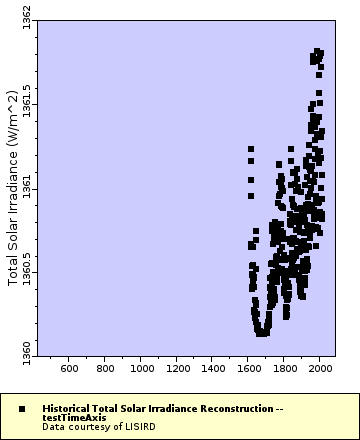 1362
1361.5
1361
1360.5
1360
Total Solar Irradiance (W/m^2)
600 800 1000 1200 1400 1600 1800 2000
Historical Total Solar Irradiance Reconstruction --
testTimeAxis
Data courtesy of LISIRD